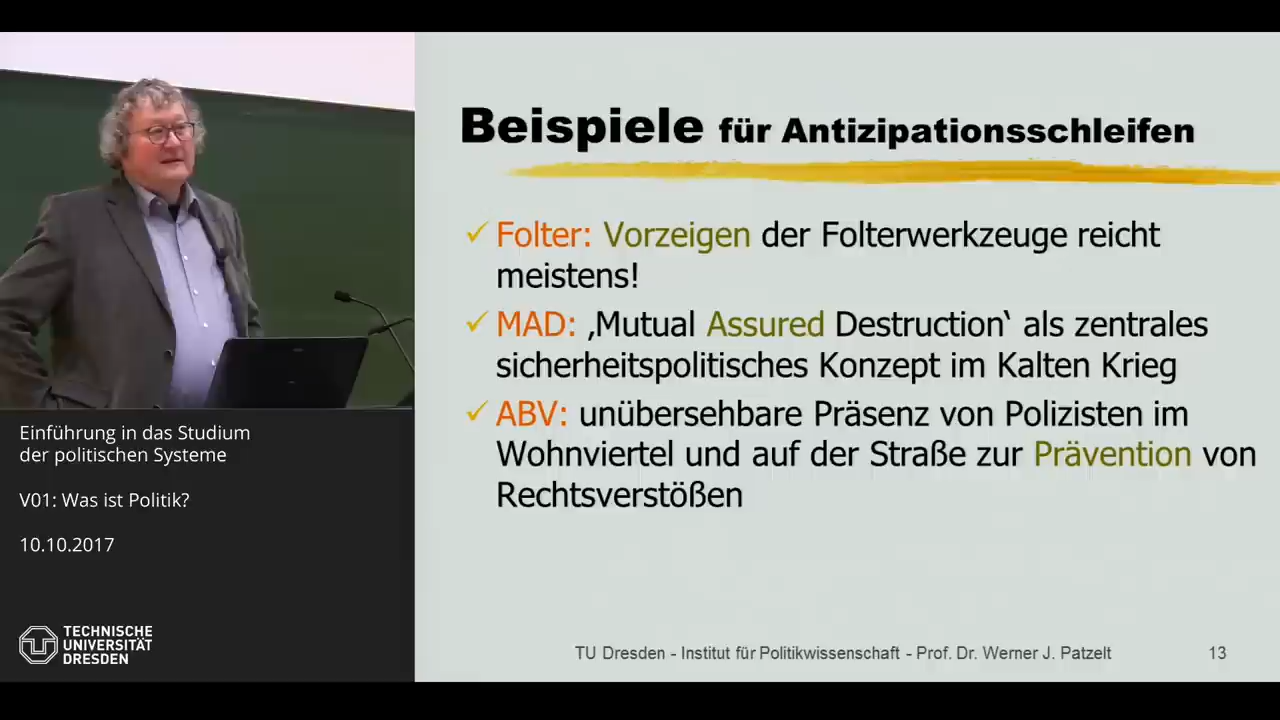 Beispiele für Antizipationsschleifen
Folter: Vorzeigen der Folterwerkzeuge reicht
meistens!
MAD: ‚Mutual Assured Destruction‘ als zentrales
sicherheitspolitisches Konzept im Kalten Krieg
ABV: unübersehbare Präsenz von Polizisten im
Wohnviertel und auf der Straße zur Prävention von
Rechtsverstößen
Einführung in das Studium
der politischen Systeme
V01: Was ist Politik?
10.10.2017
TECHNISCHE
UNIVERSITÄT
DRESDEN
TU Dresden - Institut für Politikwissenschaft - Prof. Dr. Werner J. Patzelt
13